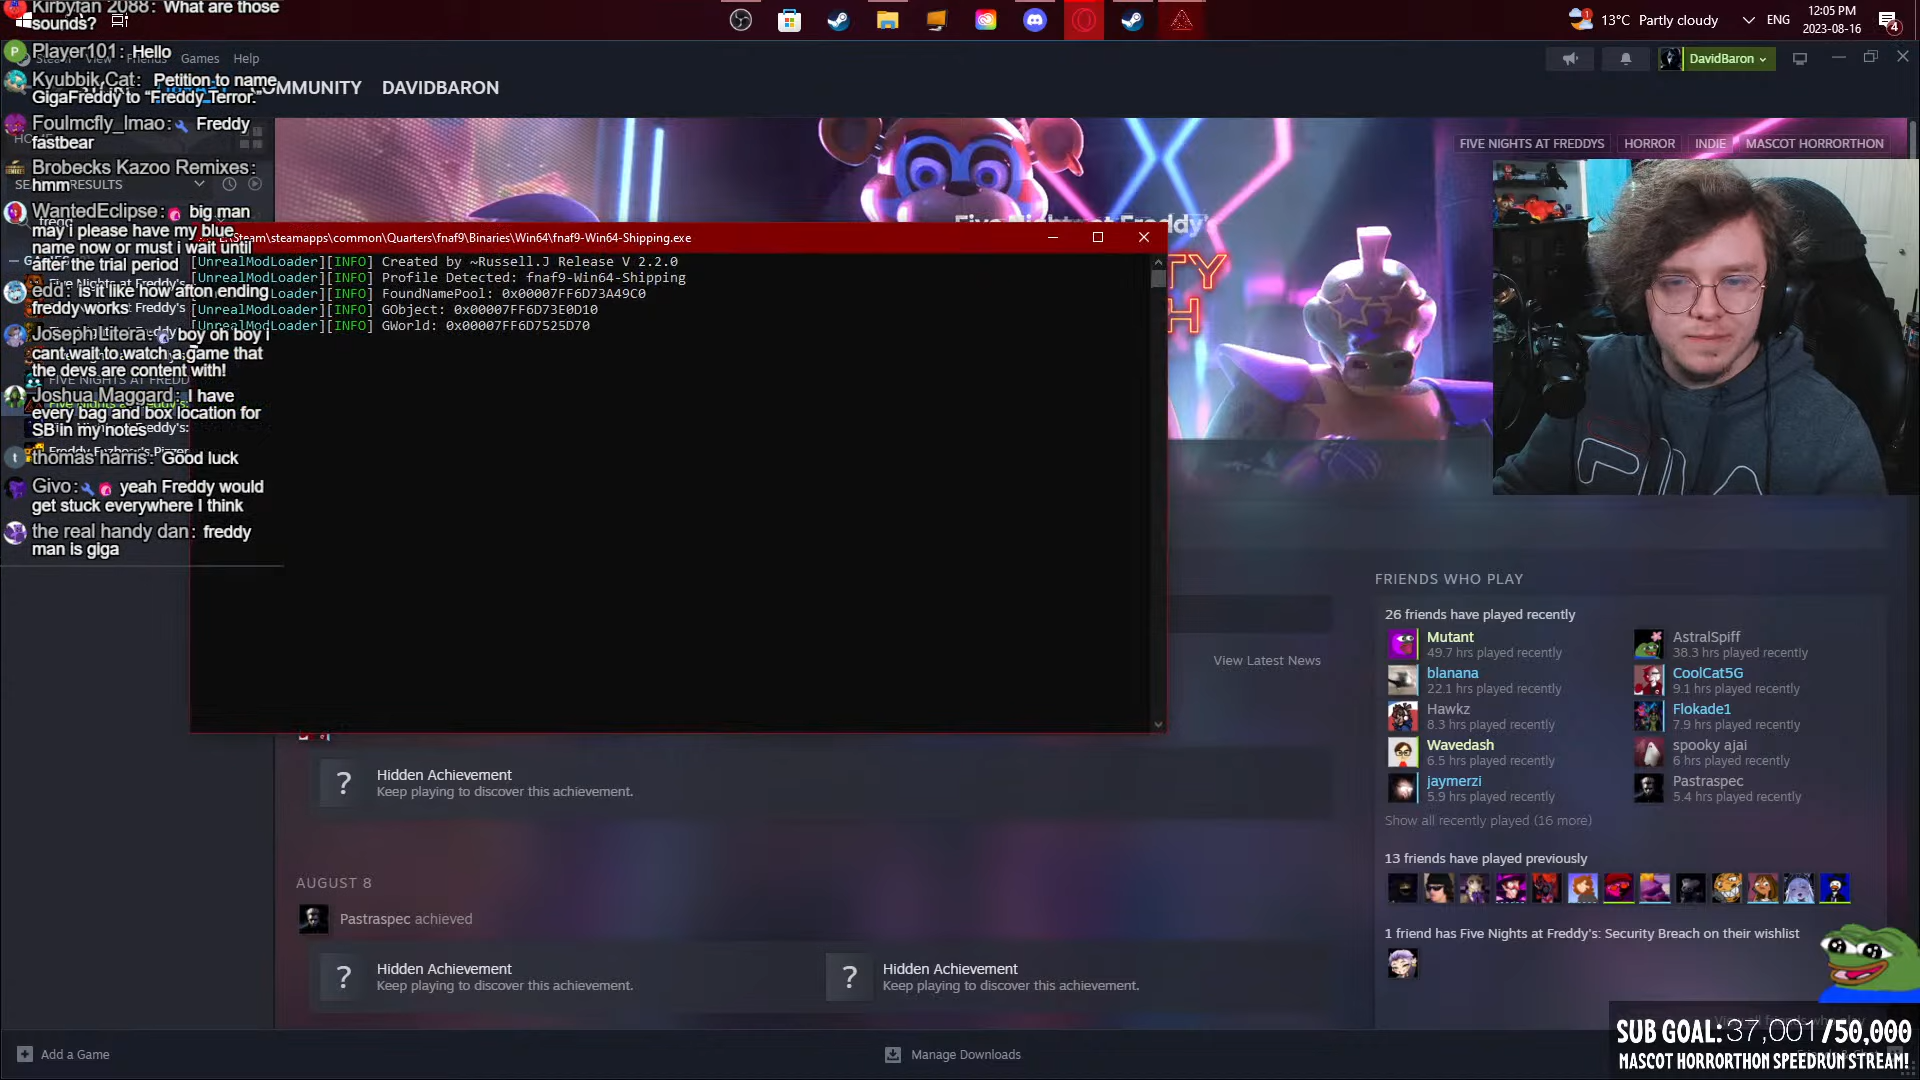 Kirbyfan 2088: What are those
sounds?
Player101: Hello
Kyubbik Cat: Petition to name
GigaFreddy to "Freddy Terror."
Foulmcfly_lmao: Freddy
fastbear
Brobecks Kazoo Remixes:
hmm
WantedEclipse: big man
may i please have my blue
name now or must i wait until
after the trial period
edd: is it like how afton ending
freddy works
JosephLitera: boy oh boy i
cant wait to watch a game that
the devs are content with!
Joshua Maggard: I have
every bag and box location for
SB in my notes
thomas harris: Good luck
Givo: yeah Freddy would
get stuck everywhere I think
the real handy dan: freddy
man is giga
13°C Partly cloudy
ENG
12:05 PM
2023-08-16
4
View Friends Games Help
DavidBaron
COMMUNITY DAVIDBARON
FIVE NIGHTS AT FREDDYS
HORROR
INDIE
MASCOT HORRORTHON
Steam\steamapps\common\Quarters\fnaf9\Binaries\Win64\fnaf9-Win64-Shipping.exe
[UnrealModLoader][INFO] Created by ~Russell.J Release V 2.2.0
[UnrealModLoader][INFO] Profile Detected: fnaf9-Win64-Shipping
[UnrealModLoader][INFO] FoundNamePool: 0x00007FF6D73A49C0
[UnrealModLoader][INFO] GObject: 0x00007FF6D73E0D10
[UnrealModLoader][INFO] GWorld: 0x00007FF6D7525D70
View Latest News
FRIENDS WHO PLAY
26 friends have played recently
Mutant
49.7 hrs played recently
AstralSpiff
38.3 hrs played recently
blanana
22.1 hrs played recently
CoolCat5G
9.1 hrs played recently
Hawkz
8.3 hrs played recently
Flokade1
7.9 hrs played recently
Wavedash
6.5 hrs played recently
spooky ajai
6 hrs played recently
jaymerzi
5.9 hrs played recently
Pastraspec
5.4 hrs played recently
Show all recently played (16 more)
13 friends have played previously
1 friend has Five Nights at Freddy's: Security Breach on their wishlist
Hidden Achievement
Keep playing to discover this achievement.
AUGUST 8
Pastraspec achieved
Hidden Achievement
Keep playing to discover this achievement.
Hidden Achievement
Keep playing to discover this achievement.
Add a Game
Manage Downloads
SUB GOAL: 37,001/50,000
MASCOT HORRORTHON SPEEDRUN STREAM!